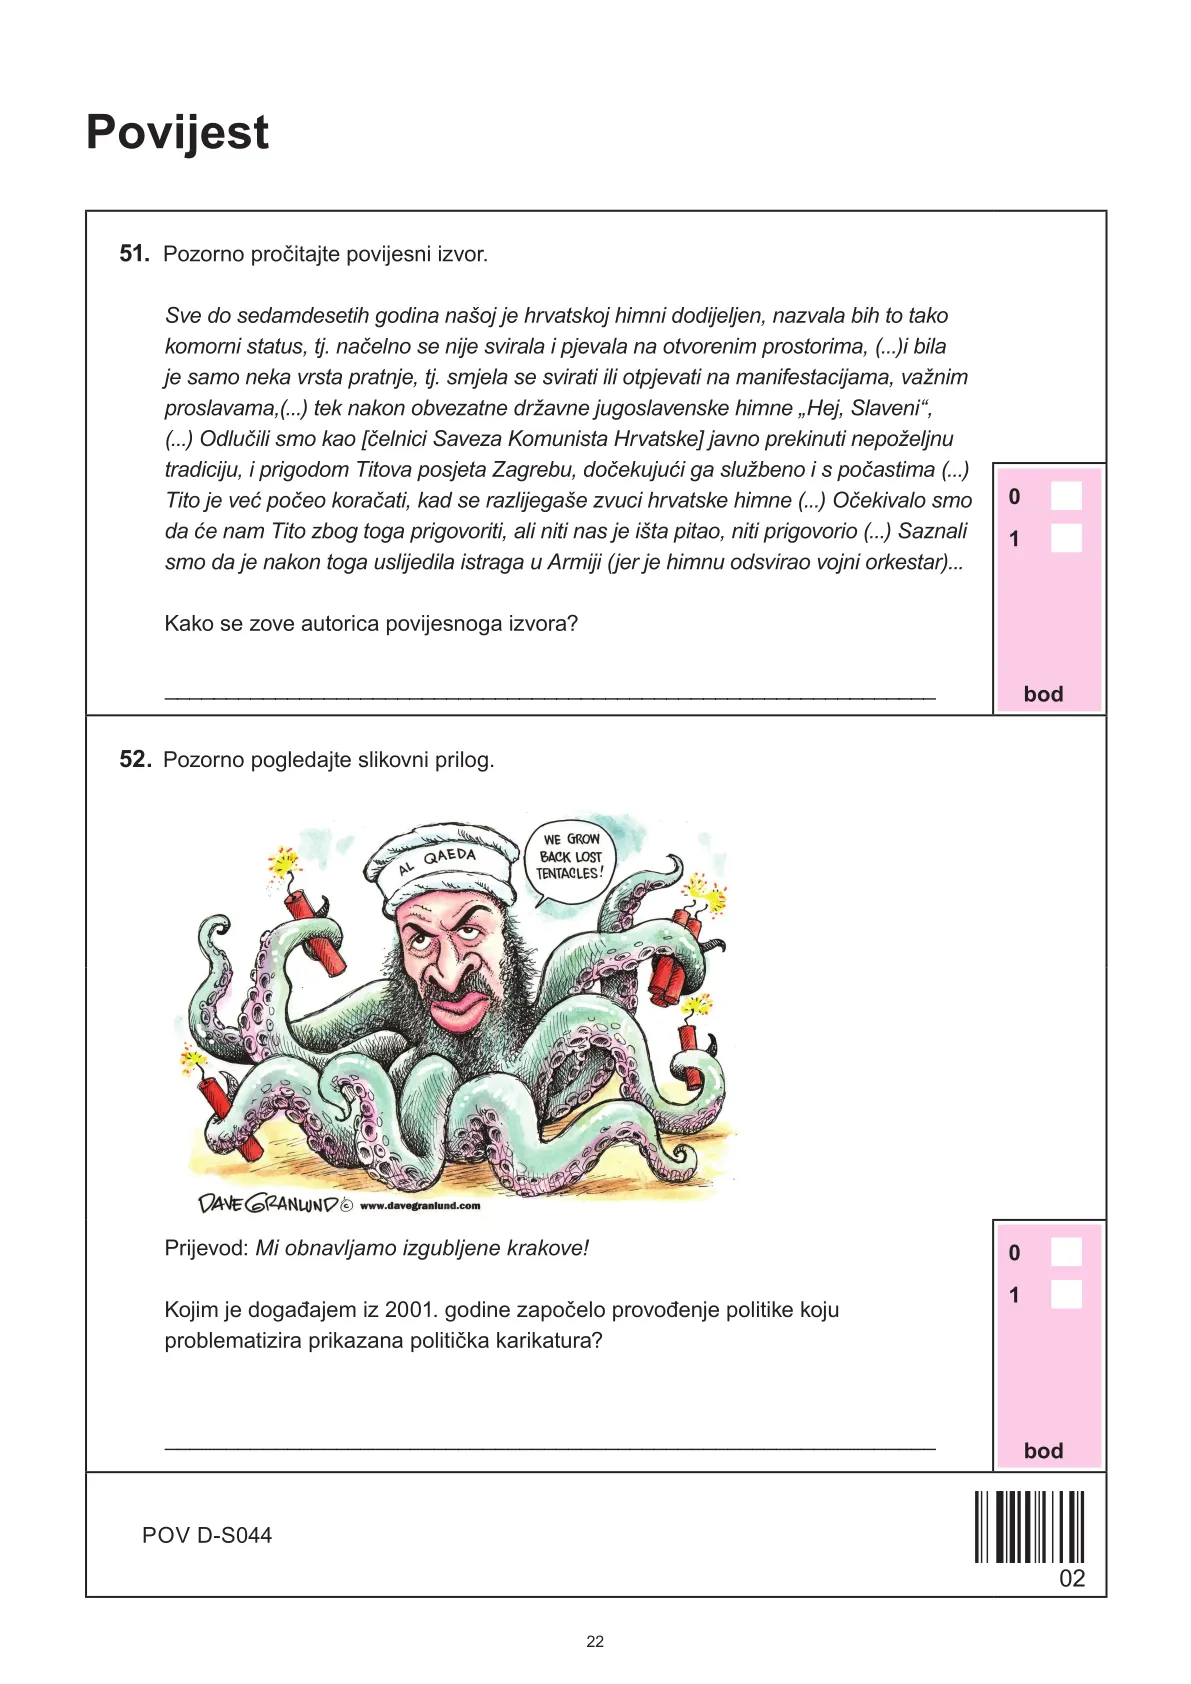 Povijest
51. Pozorno pročitajte povijesni izvor.
Sve do sedamdesetih godina našoj je hrvatskoj himni dodijeljen, nazvala bih to tako
komorni status, tj. načelno se nije svirala i pjevala na otvorenim prostorima, (...)i bila
je samo neka vrsta pratnje, tj. smjela se svirati ili otpjevati na manifestacijama, važnim
proslavama,(...) tek nakon obvezatne državne jugoslavenske himne „Hej, Slaveni“,
(...) Odlučili smo kao [čelnici Saveza Komunista Hrvatske] javno prekinuti nepoželjnu
tradiciju, i prigodom Titova posjeta Zagrebu, dočekujući ga službeno i s počastima (...)
Tito je već počeo koračati, kad se razlijegaše zvuci hrvatske himne (...) Očekivalo smo
da će nam Tito zbog toga prigovoriti, ali niti nas je išta pitao, niti prigovorio (...) Saznali
smo da je nakon toga uslijedila istraga u Armiji (jer je himnu odsvirao vojni orkestar)...
Kako se zove autorica povijesnoga izvora?
0
1
bod
52. Pozorno pogledajte slikovni prilog.
AL QAEDA
WE GROW
BACK LOST
TENTACLES!
DAVE GRANLUND © www.davegranlund.com
Prijevod: Mi obnavljamo izgubljene krakove!
Kojim je događajem iz 2001. godine započelo provođenje politike koju
problematizira prikazana politička karikatura?
0
1
bod
POV D-S044
02
22